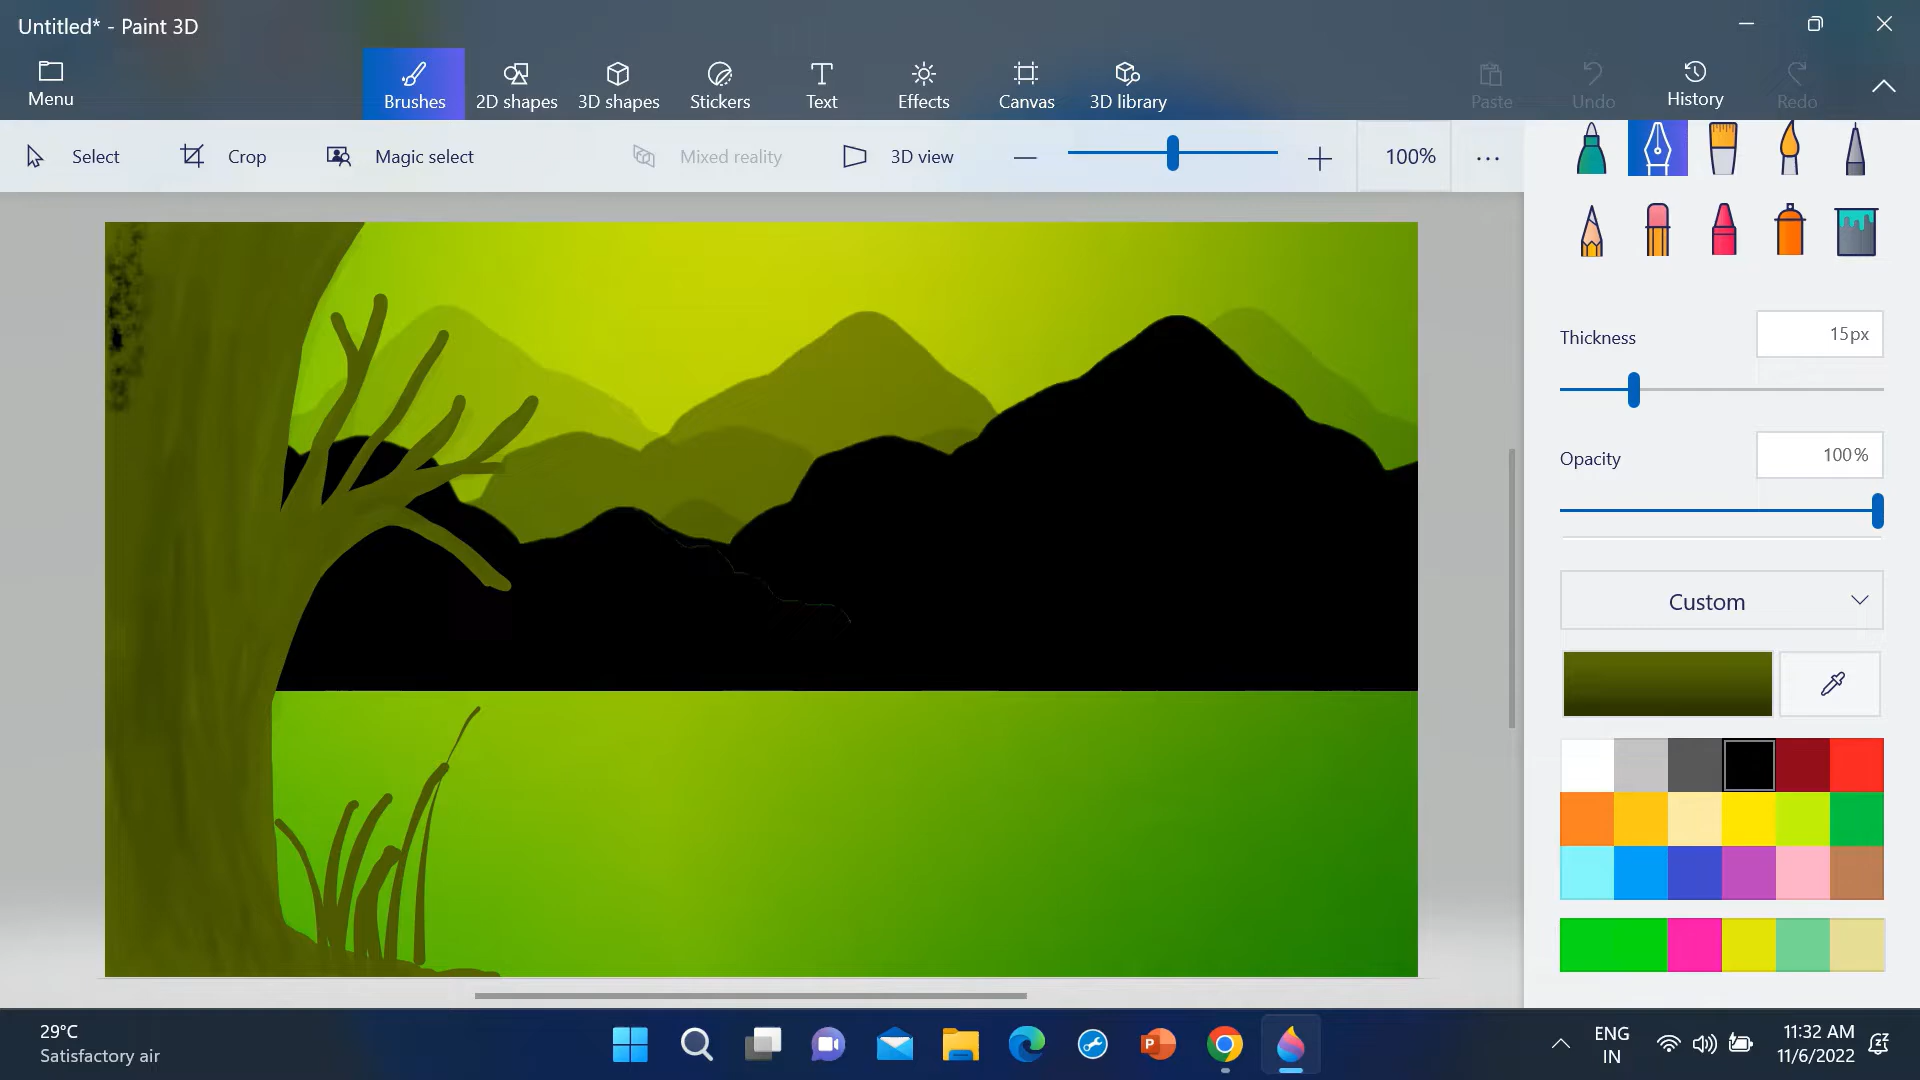 Untitled* - Paint 3D
Menu
Brushes
2D shapes
3D shapes
Stickers
Text
Effects
Canvas
3D library
Paste
Undo
History
Redo
Select
Crop
Magic select
Mixed reality
3D view
100%
Thickness
15px
Opacity
100%
Custom
29°C
Satisfactory air
P
ENG
IN
11:32 AM
11/6/2022